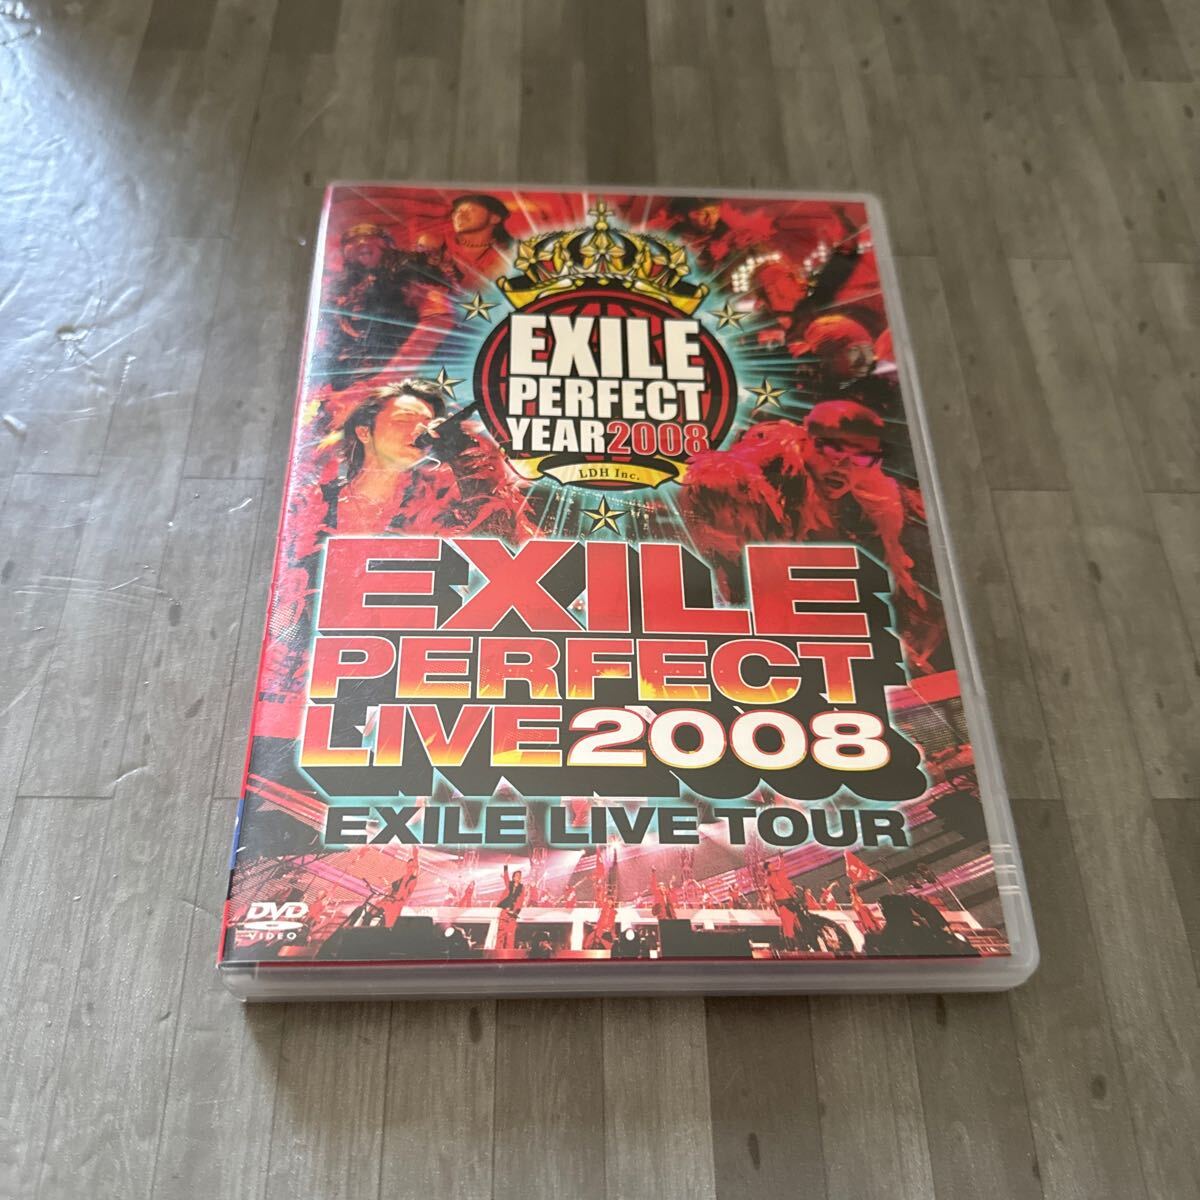 EXILE
PERFECT
YEAR2008
LDH Inc.
EXILE
PERFECT
LIVE2008
EXILE LIVE TOUR
DVD
VIDEO